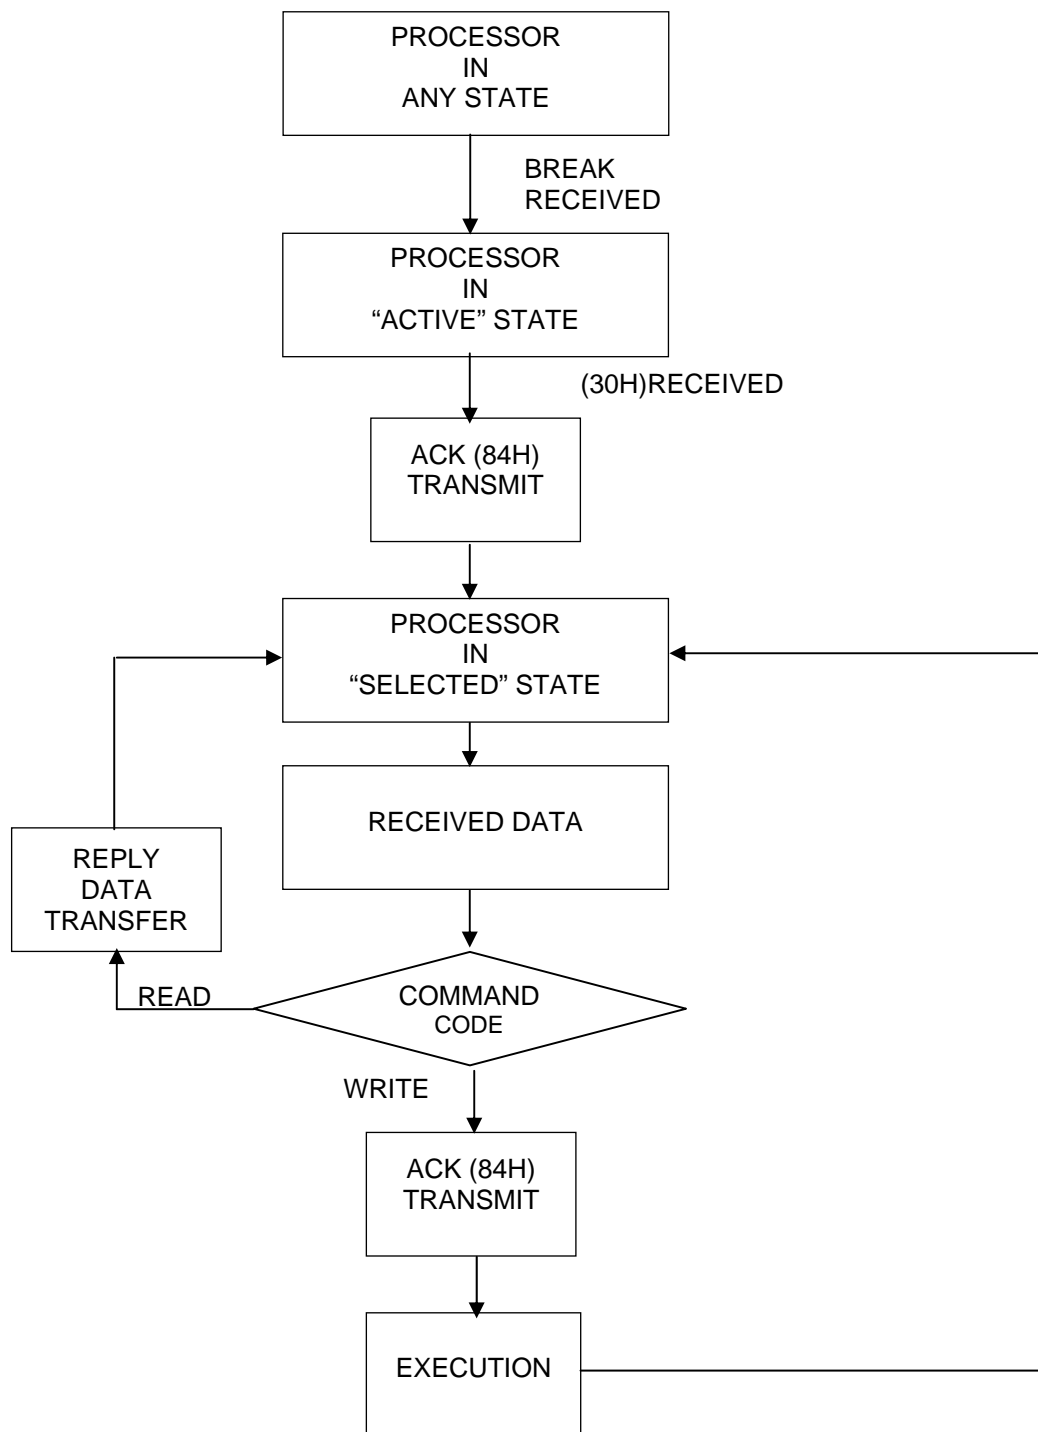 PROCESSOR
IN
ANY STATE
BREAK
RECEIVED
PROCESSOR
IN
“ACTIVE” STATE
(30H)RECEIVED
ACK (84H)
TRANSMIT
PROCESSOR
IN
“SELECTED” STATE
RECEIVED DATA
REPLY
DATA
TRANSFER
READ
COMMAND
CODE
WRITE
ACK (84H)
TRANSMIT
EXECUTION